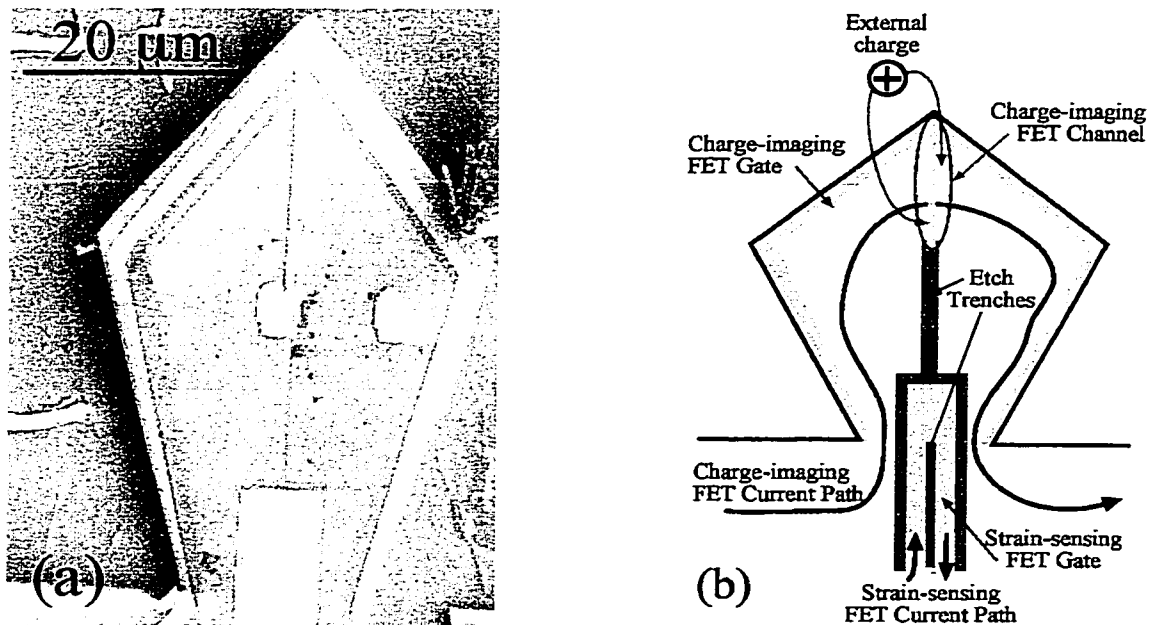 20 µm
(a)
External
charge
Charge-imaging
FET Channel
Charge-imaging
FET Gate
Etch
Trenches
Charge-imaging
FET Current Path
Strain-sensing
FET Gate
Strain-sensing
FET Current Path
(b)